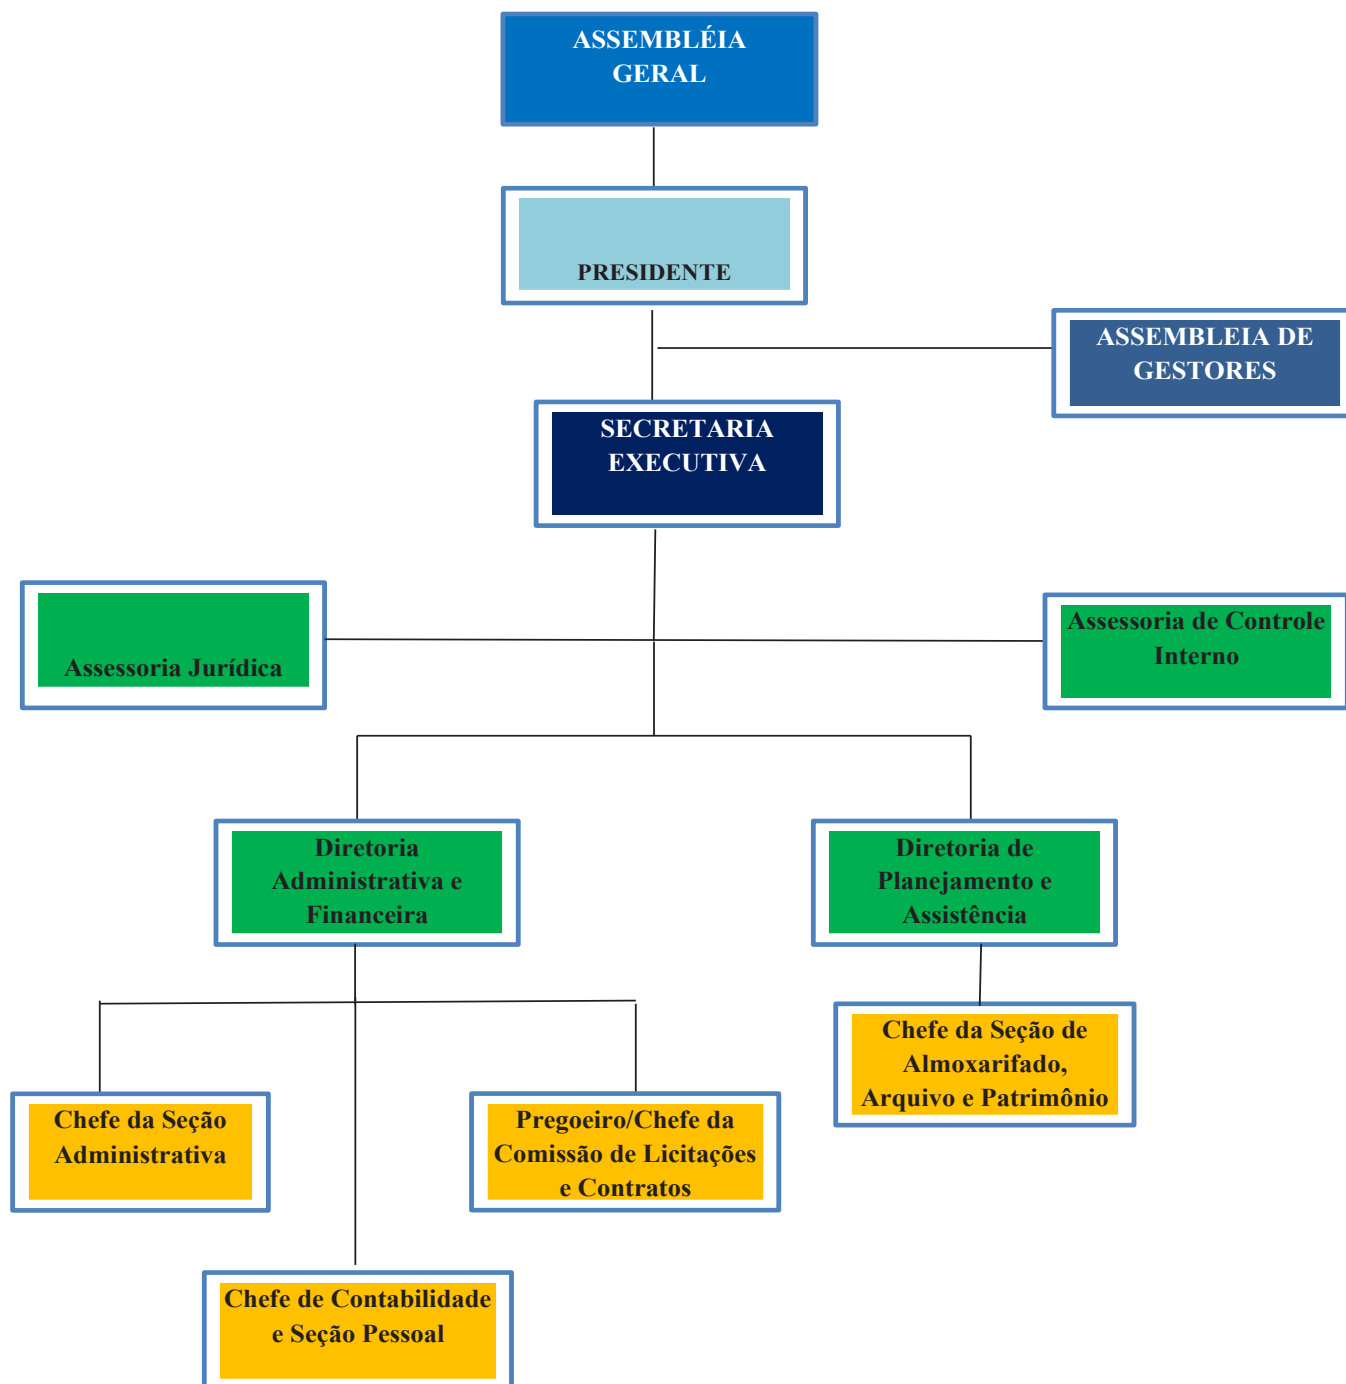 ASSEMBLÉIA
GERAL
PRESIDENTE
ASSEMBLEIA DE
GESTORES
SECRETARIA
EXECUTIVA
Assessoria Jurídica
Assessoria de Controle
Interno
Diretoria
Administrativa e
Financeira
Diretoria de
Planejamento e
Assistência
Chefe da Seção
Administrativa
Pregoeiro/Chefe da
Comissão de Licitações
e Contratos
Chefe da Seção de
Almoxarifado,
Arquivo e Patrimônio
Chefe de Contabilidade
e Seção Pessoal